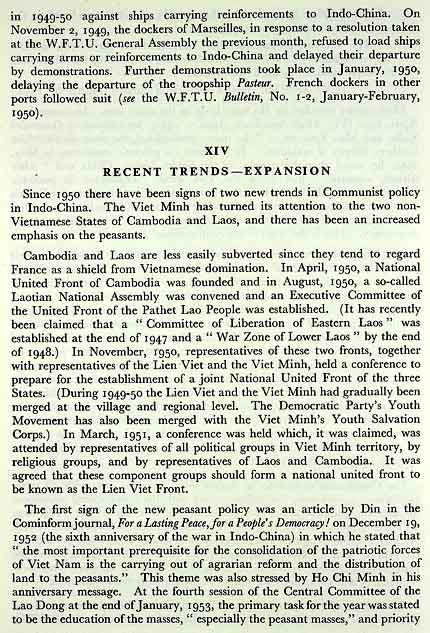 in 1949-50 against ships carrying reinforcements to Indo-China. On
November 2, 1949, the dockers of Marseilles, in response to a resolution taken
at the W.F.T.U. General Assembly the previous month, refused to load ships
carrying arms or reinforcements to Indo-China and delayed their departure
by demonstrations. Further demonstrations took place in January, 1950,
delaying the departure of the troopship Pasteur. French dockers in other
ports followed suit (see the W.F.T.U. Bulletin, No. 1-2, January-February,
1950).
XIV
RECENT TRENDS—EXPANSION
Since 1950 there have been signs of two new trends in Communist policy
in Indo-China. The Viet Minh has turned its attention to the two non-
Vietnamese States of Cambodia and Laos, and there has been an increased
emphasis on the peasants.
Cambodia and Laos are less easily subverted since they tend to regard
France as a shield from Vietnamese domination. In April, 1950, a National
United Front of Cambodia was founded and in August, 1950, a so-called
Laotian National Assembly was convened and an Executive Committee of
the United Front of the Pathet Lao People was established. (It has recently
been claimed that a " Committee of Liberation of Eastern Laos " was
established at the end of 1947 and a " War Zone of Lower Laos " by the end
of 1948.) In November, 1950, representatives of these two fronts, together
with representatives of the Lien Viet and the Viet Minh, held a conference to
prepare for the establishment of a joint National United Front of the three
States. (During 1949-50 the Lien Viet and the Viet Minh had gradually been
merged at the village and regional level. The Democratic Party's Youth
Movement has also been merged with the Viet Minh's Youth Salvation
Corps.) In March, 1951, a conference was held which, it was claimed, was
attended by representatives of all political groups in Viet Minh territory, by
religious groups, and by representatives of Laos and Cambodia. It was
agreed that these component groups should form a national united front to
be known as the Lien Viet Front.
The first sign of the new peasant policy was an article by Din in the
Cominform journal, For a Lasting Peace, for a People's Democracy! on December 19,
1952 (the sixth anniversary of the war in Indo-China) in which he stated that
" the most important prerequisite for the consolidation of the patriotic forces
of Viet Nam is the carrying out of agrarian reform and the distribution of
land to the peasants." This theme was also stressed by Ho Chi Minh in his
anniversary message. At the fourth session of the Central Committee of the
Lao Dong at the end of January, 1953, the primary task for the year was stated
to be the education of the masses, " especially the peasant masses," and priority